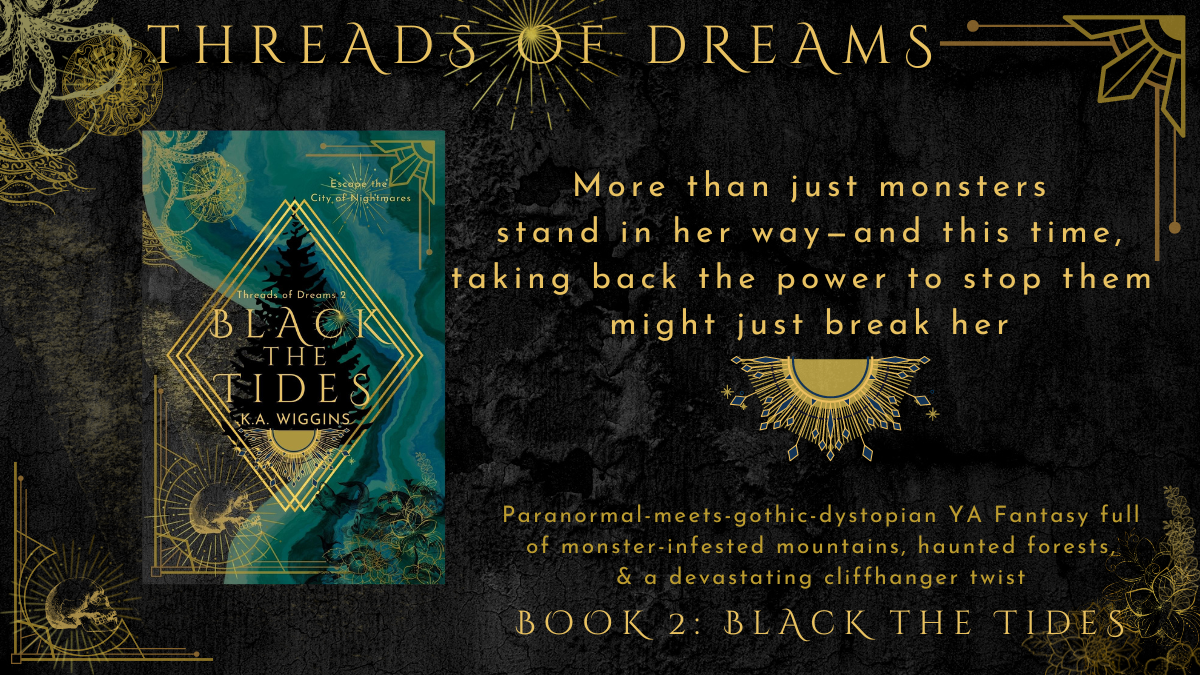 THREADS OF DREAMS
Escape the
City of Nightmares
Threads of Dreams 2
BLACK
THE
TIDES
K.A. WIGGINS
More than just monsters
stand in her way—and this time,
taking back the power to stop them
might just break her
Paranormal-meets-gothic-dystopian YA Fantasy full
of monster-infested mountains, haunted forests,
& a devastating cliffhanger twist
BOOK 2: BLACK THE TIDES